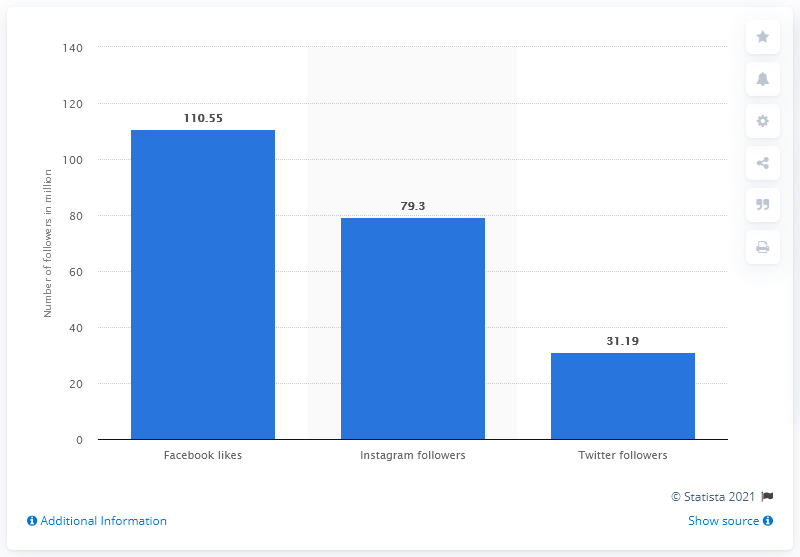 140
120
100
80
60
40
20
0
Number of followers in million
110.55
79.3
31.19
Facebook likes
Instagram followers
Twitter followers
© Statista 2021
Additional Information
Show source